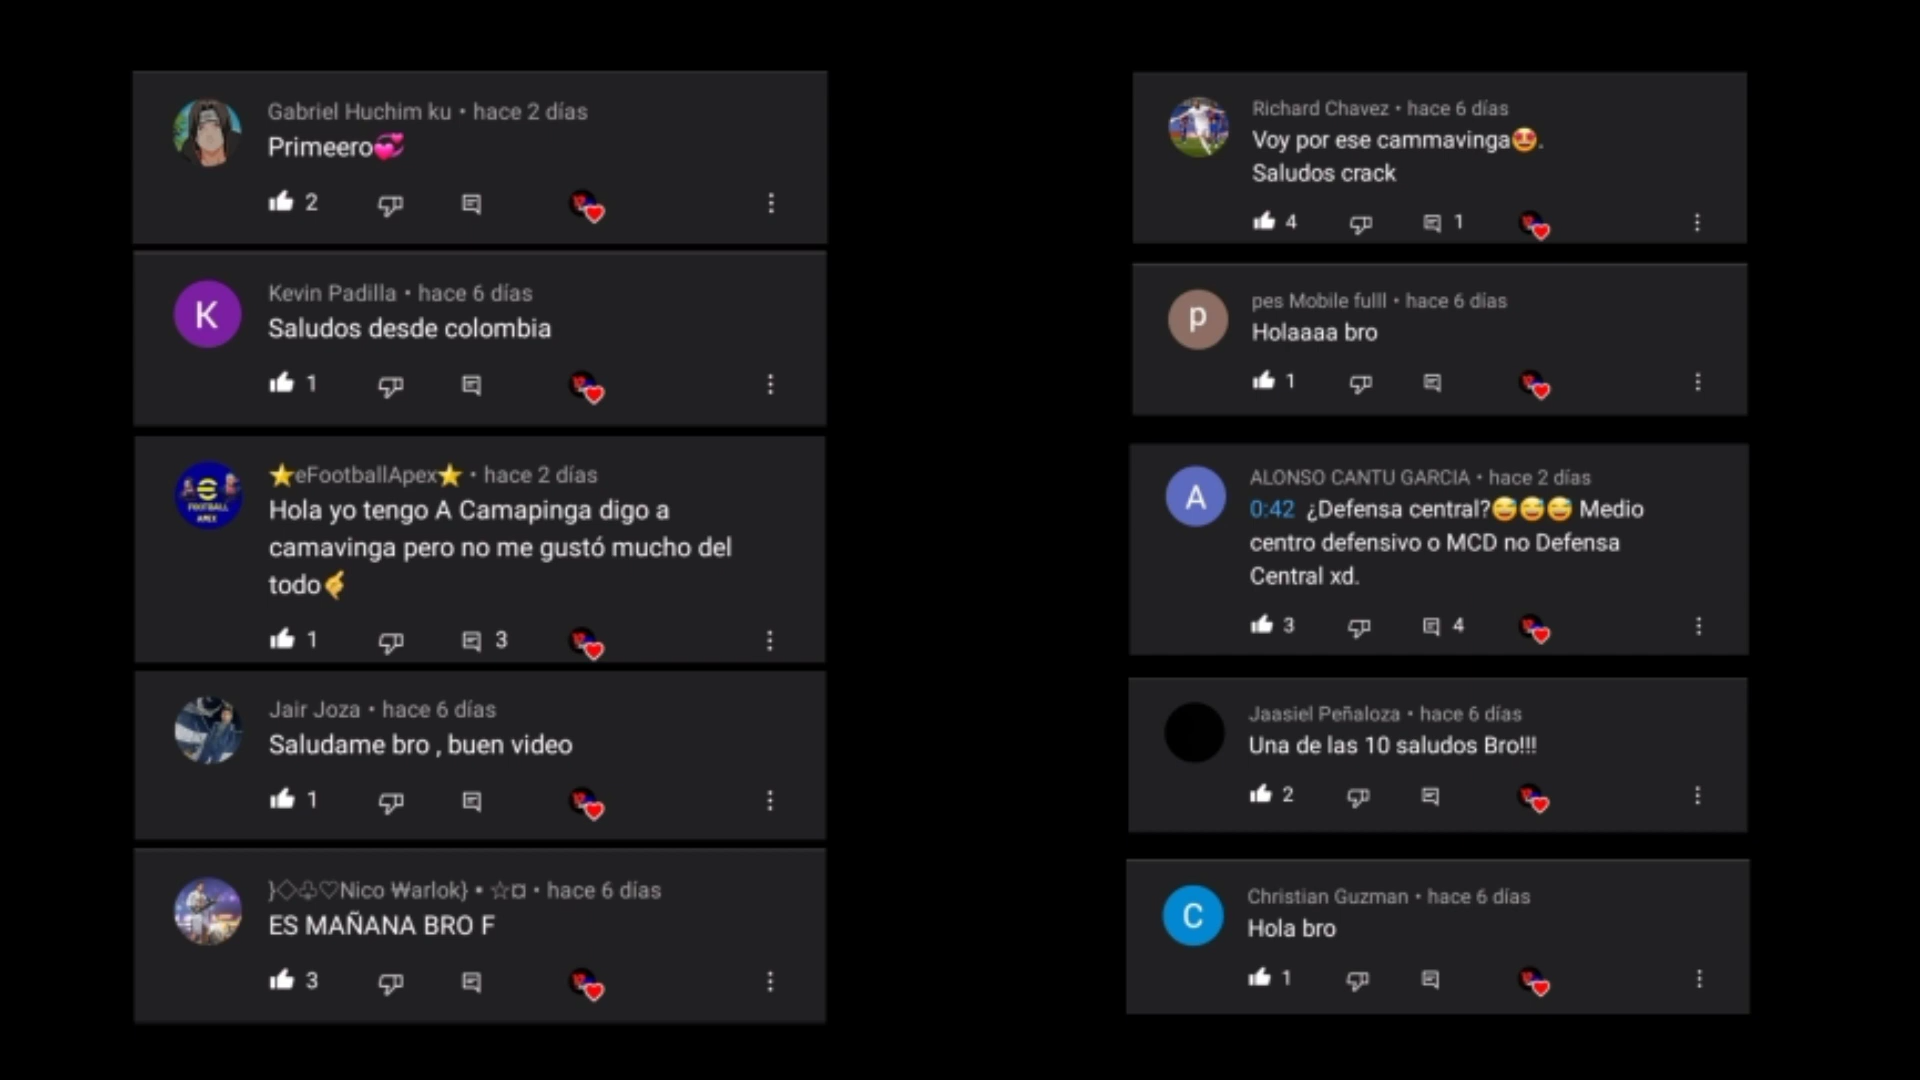 Gabriel Huchim ku • hace 2 días
Primeero💞
2
Kevin Padilla • hace 6 días
Saludos desde colombia
K
1
⭐eFootballApex⭐ • hace 2 días
Hola yo tengo A Camapinga digo a
camavinga pero no me gustó mucho del
todo🤙
FOOTBALL
APEX
1 3
Jair Joza • hace 6 días
Saludame bro , buen video
1
}◇♧♡Nico ₩arlok} • ☆¤ • hace 6 días
ES MAÑANA BRO F
3
Richard Chavez • hace 6 días
Voy por ese cammavinga😍.
Saludos crack
4 1
pes Mobile fulll • hace 6 días
Holaaaa bro
p
1
ALONSO CANTU GARCIA • hace 2 días
0:42 ¿Defensa central?😅😅😅 Medio
centro defensivo o MCD no Defensa
Central xd.
A
3 4
Jaasiel Peñaloza • hace 6 días
Una de las 10 saludos Bro!!!
2
Christian Guzman • hace 6 días
Hola bro
C
1